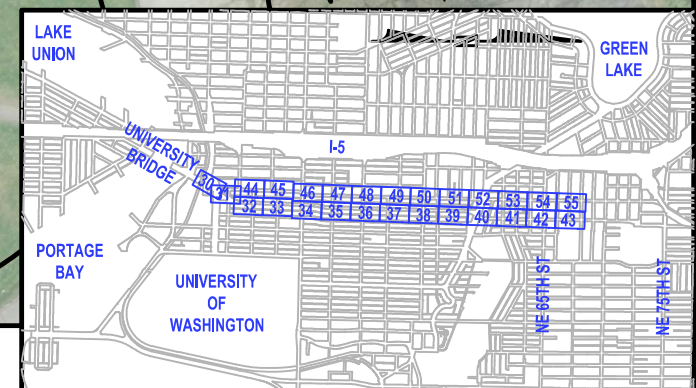 LAKE
UNION
GREEN
LAKE
I-5
UNIVERSITY
BRIDGE
30 31 44 45 46 47 48 49 50 51 52 53 54 55
32 33 34 35 36 37 38 39 40 41 42 43
PORTAGE
BAY
UNIVERSITY
OF
WASHINGTON
NE 65TH ST
NE 75TH ST